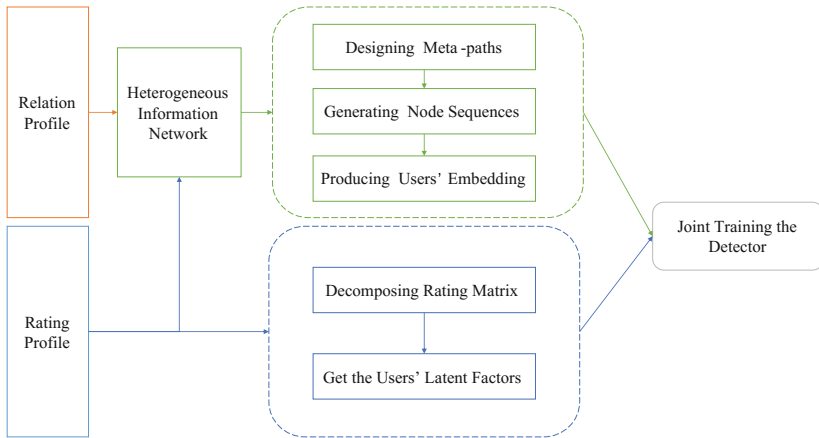 Relation
Profile
Heterogeneous
Information
Network
Designing Meta-paths
Generating Node Sequences
Producing Users' Embedding
Joint Training the
Detector
Rating
Profile
Decomposing Rating Matrix
Get the Users' Latent Factors